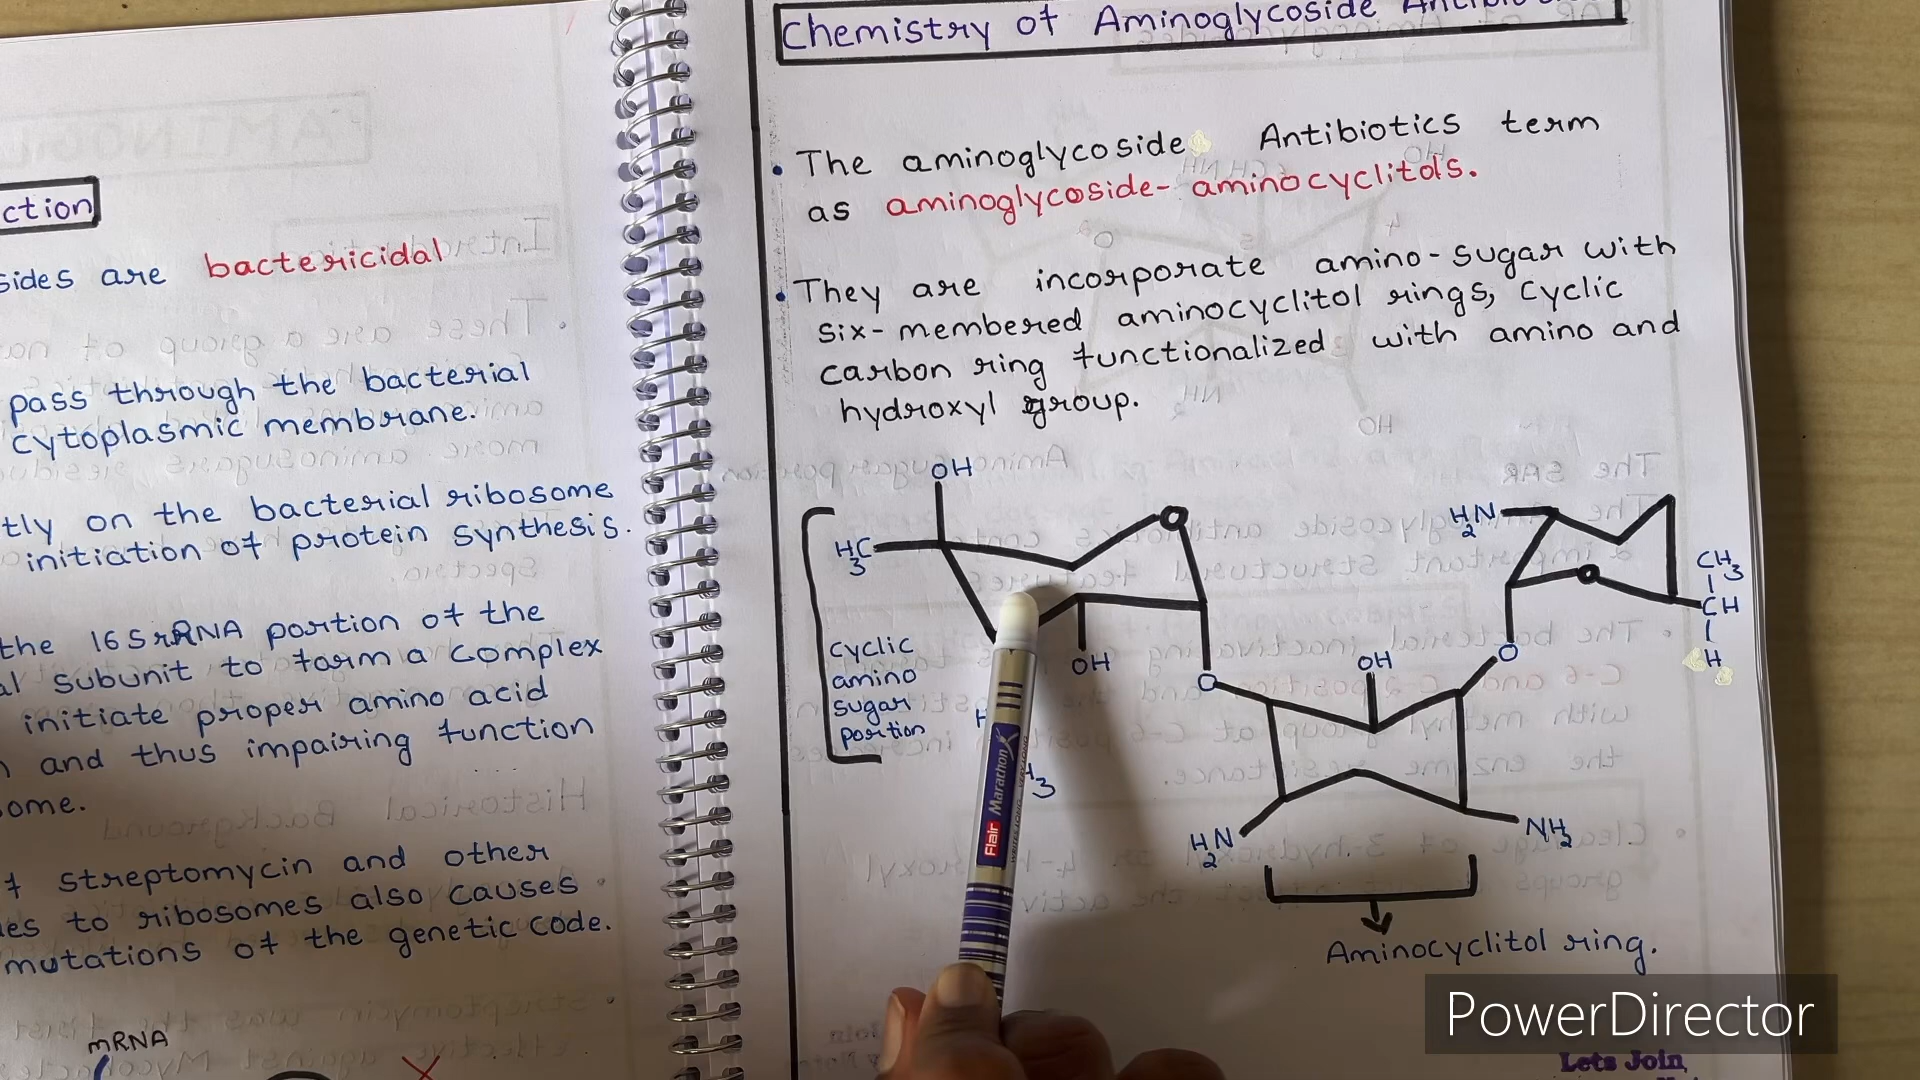 ction
sides are bactericidal
pass through the bacterial
cytoplasmic membrane.
tly on the bacterial ribosome
initiation of protein synthesis.
the 16S rRNA portion of the
al subunit to form a complex
initiate proper amino acid
n and thus impairing function
ome.
f streptomycin and other
es to ribosomes also causes
mutations of the genetic code.
mRNA
Chemistry of Aminoglycoside
• The aminoglycoside Antibiotics term
as aminoglycoside- aminocyclitols.
• They are incorporate amino-sugar with
six-membered aminocyclitol rings, cyclic
carbon ring functionalized with amino and
hydroxyl group.
OH
H3C
OH
O
cyclic
amino
sugar
portion
H
H3
H2N
CH3
CH
H
O
OH
H2N
NH2
Aminocyclitol ring.
Flair Marathon
PowerDirector
Lets Join